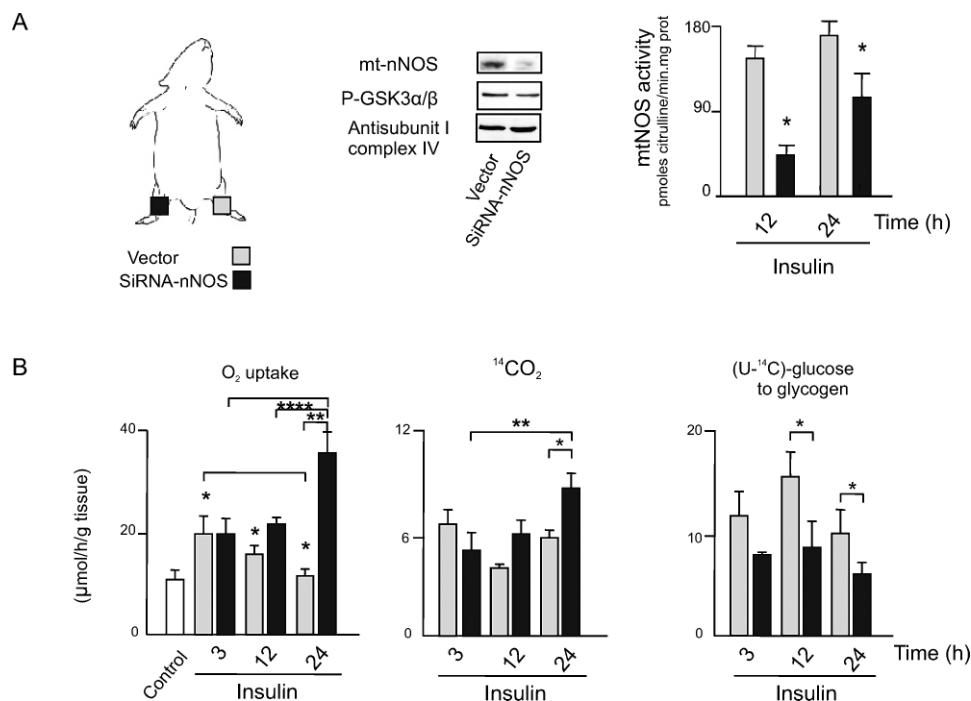 A
mt-nNOS
P-GSK3α/β
Antisubunit I
complex IV
Vector
SiRNA-nNOS
Vector
SiRNA-nNOS
mtNOS activity
pmoles citrulline/min.mg prot
180
90
0
*
*
12
24
Time (h)
Insulin
B
O₂ uptake
(µmol/h/g tissue)
40
20
0
****
**
*
*
*
Control
3
12
24
Insulin
¹⁴CO₂
12
6
0
**
*
3
12
24
Insulin
(U-¹⁴C)-glucose
to glycogen
20
10
0
*
*
3
12
24
Time (h)
Insulin